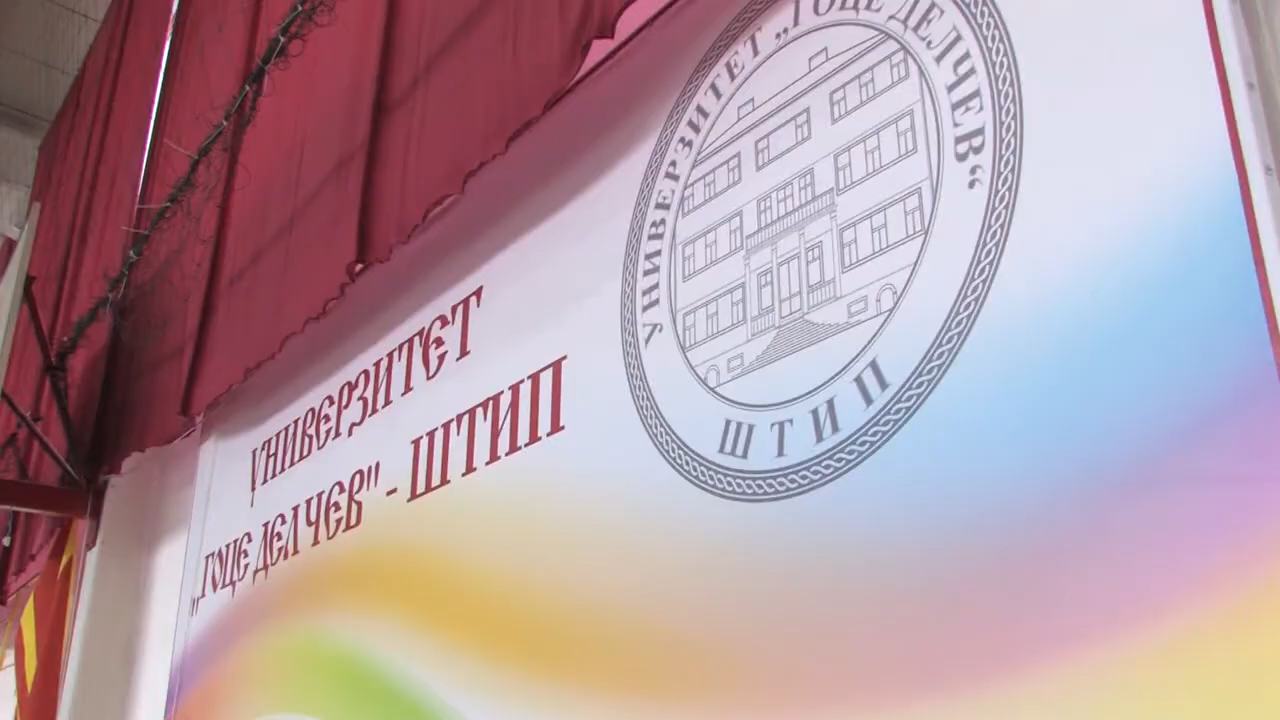 УНИВЕРЗИТЕТ
„ГОЦЕ ДЕЛЧЕВ" - ШТИП
УНИВЕРЗИТЕТ „ГОЦЕ ДЕЛЧЕВ“
ШТИП